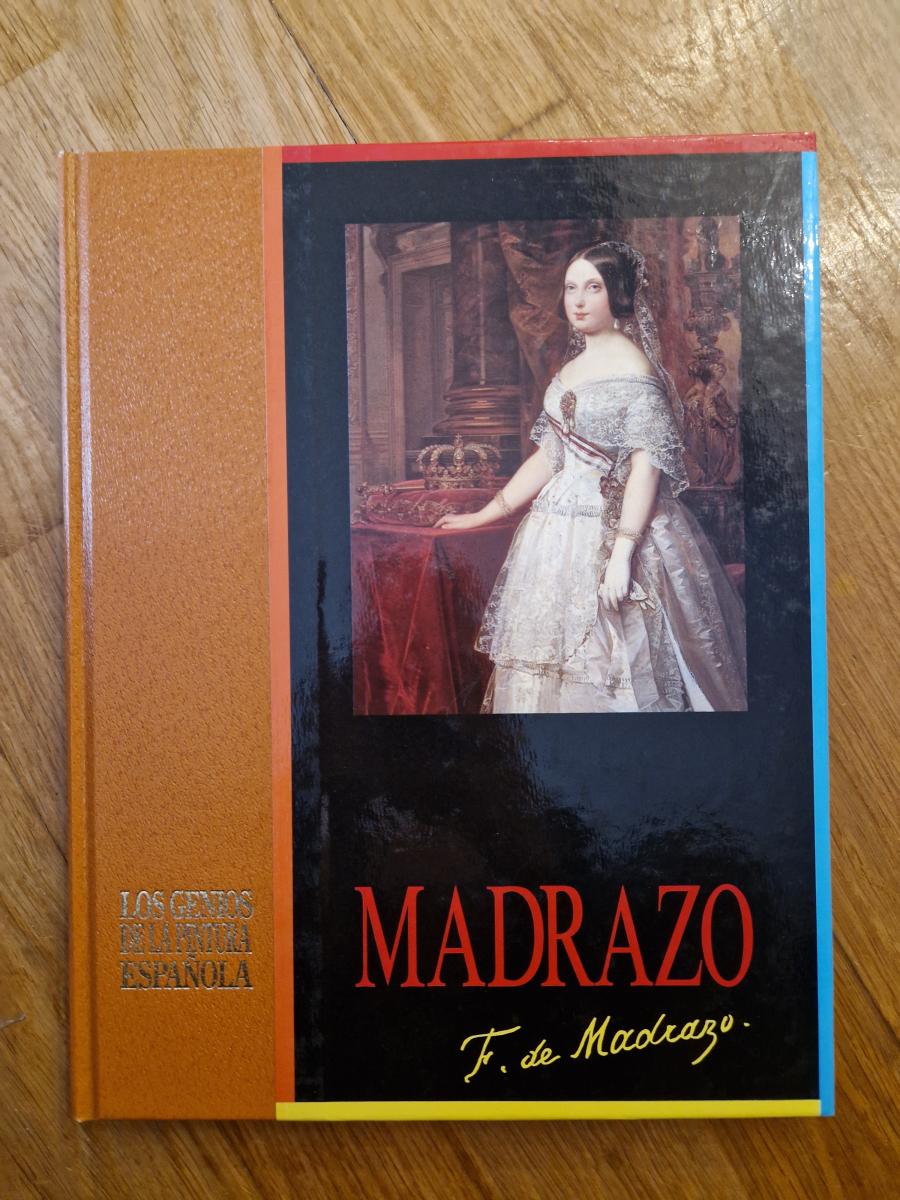 LOS GENIOS
DE LA PINTURA
ESPAÑOLA
MADRAZO
F. de Madrazo.